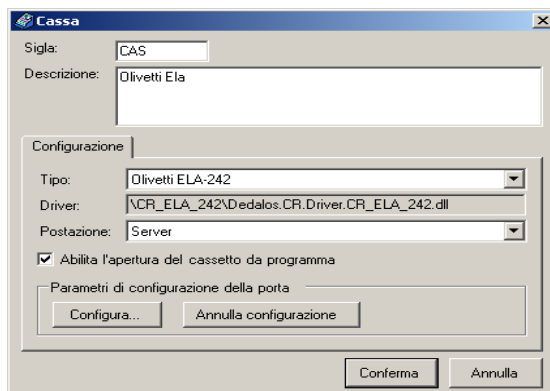 Cassa
Sigla: CAS
Descrizione: Olivetti Ela
Configurazione
Tipo: Olivetti ELA-242
Driver: \CR_ELA_242\Dedalos.CR.Driver.CR_ELA_242.dll
Postazione: Server
Abilita l'apertura del cassetto da programma
Parametri di configurazione della porta
Configura... Annulla configurazione
Conferma Annulla